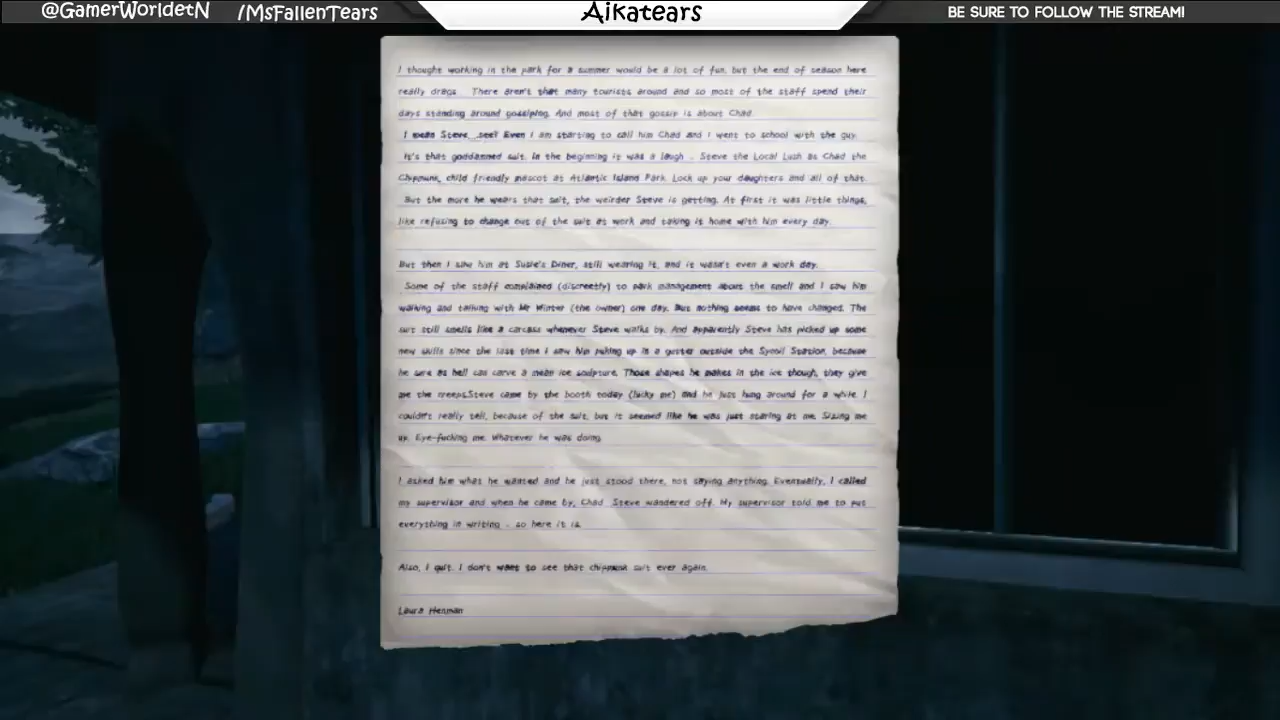 @GamerWorldetN
/MsFallenTears
Aikatears
BE SURE TO FOLLOW THE STREAM!
I thought working in the park for a summer would be a lot of fun, but the end of season here
really drags. There aren't that many tourists around and so most of the staff spend their
days standing around gossiping. And most of that gossip is about Chad.
I mean Steve...see? Even I am starting to call him Chad and I went to school with the guy.
It's that goddamned suit. In the beginning it was a laugh - Steve the Local Lush as Chad the
Chipmunk, child friendly mascot at Atlantic Island Park. Lock up your daughters and all of that.
But the more he wears that suit, the weirder Steve is getting. At first it was little things,
like refusing to change out of the suit at work and taking it home with him every day.
But then I saw him at Susie's Diner, still wearing it, and it wasn't even a work day.
Some of the staff complained (discreetly) to park management about the smell and I saw him
walking and talking with Mr Winter (the owner) one day. But nothing seems to have changed. The
suit still smells like a carcass whenever Steve walks by. And apparently Steve has picked up some
new skills since the last time I saw him puking up in a gutter outside the Synoil Station, because
he sure as hell can carve a mean ice sculpture. Those shapes he makes in the ice though, they give
me the creeps.Steve came by the booth today (lucky me) and he just hung around for a while. I
couldn't really tell, because of the suit, but it seemed like he was just staring at me. Sizing me
up. Eye-fucking me. Whatever he was doing.
I asked him what he wanted and he just stood there, not saying anything. Eventually, I called
my supervisor and when he came by, Chad Steve wandered off. My supervisor told me to put
everything in writing - so here it is.
Also, I quit. I don't want to see that chipmunk suit ever again.
Laura Henman